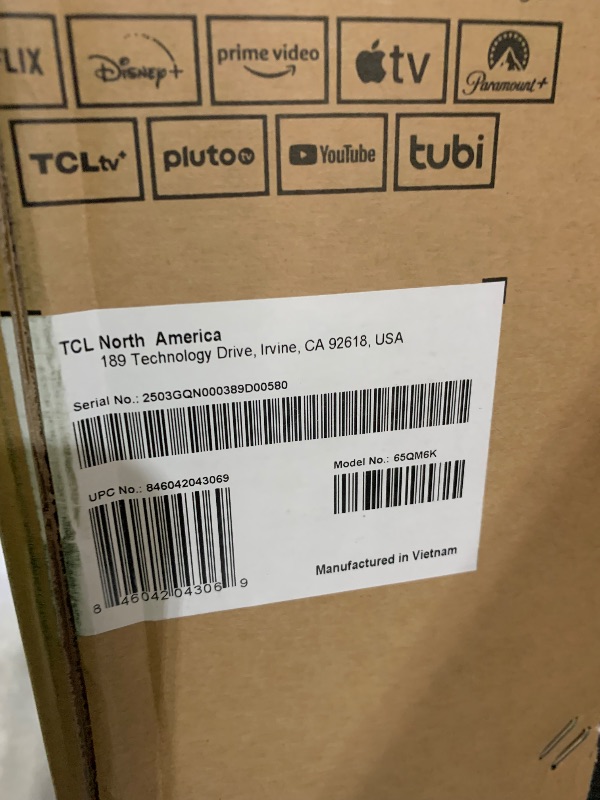 LIX
Disney+
prime video
tv
Paramount+
TCLtv+
pluto tv
YouTube
tubi
TCL North America
189 Technology Drive, Irvine, CA 92618, USA
Serial No.: 2503GQN000389D00580
UPC No.: 846042043069
Model No.: 65QM6K
8 46042 04306 9
Manufactured in Vietnam